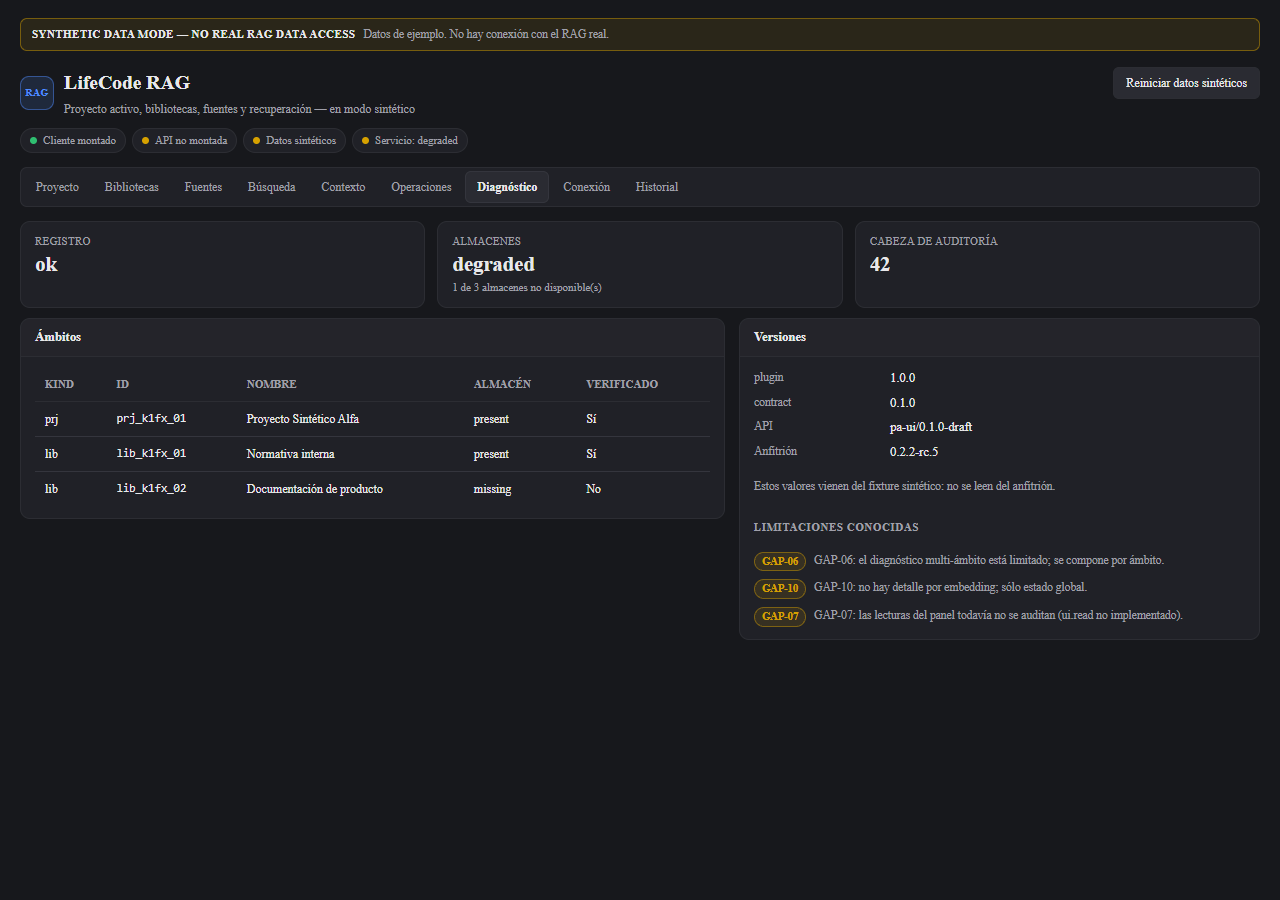 SYNTHETIC DATA MODE — NO REAL RAG DATA ACCESS Datos de ejemplo. No hay conexión con el RAG real.
RAG
LifeCode RAG
Proyecto activo, bibliotecas, fuentes y recuperación — en modo sintético
Reiniciar datos sintéticos
Cliente montado API no montada Datos sintéticos Servicio: degraded
Proyecto Bibliotecas Fuentes Búsqueda Contexto Operaciones Diagnóstico Conexión Historial
REGISTRO
ok
ALMACENES
degraded
1 de 3 almacenes no disponible(s)
CABEZA DE AUDITORÍA
42
Ámbitos
KIND ID NOMBRE ALMACÉN VERIFICADO
prj prj_k1fx_01 Proyecto Sintético Alfa present Sí
lib lib_k1fx_01 Normativa interna present Sí
lib lib_k1fx_02 Documentación de producto missing No
Versiones
plugin 1.0.0
contract 0.1.0
API pa-ui/0.1.0-draft
Anfitrión 0.2.2-rc.5
Estos valores vienen del fixture sintético: no se leen del anfitrión.
LIMITACIONES CONOCIDAS
GAP-06 GAP-06: el diagnóstico multi-ámbito está limitado; se compone por ámbito.
GAP-10 GAP-10: no hay detalle por embedding; sólo estado global.
GAP-07 GAP-07: las lecturas del panel todavía no se auditan (ui.read no implementado).